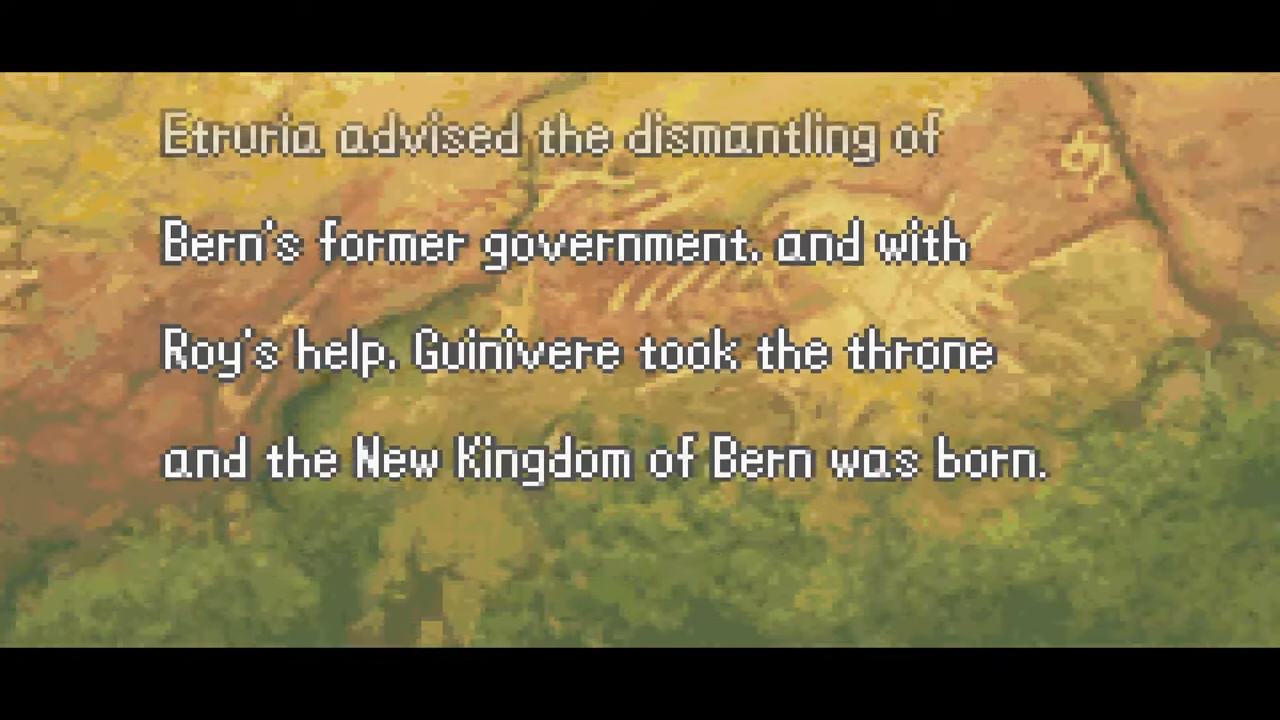 Etruria advised the dismantling of
Bern's former government, and with
Roy's help, Guinivere took the throne
and the New Kingdom of Bern was born.